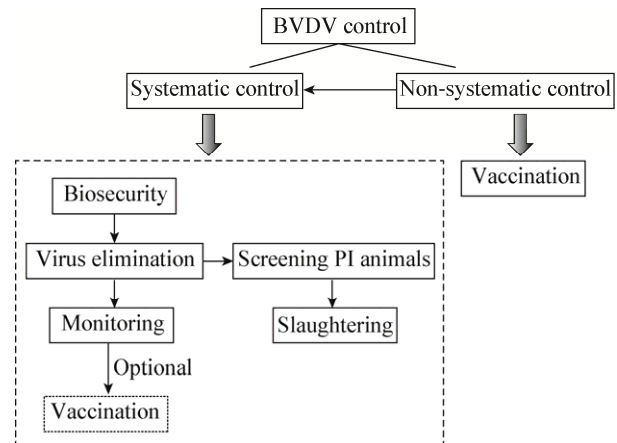 BVDV control
Systematic control
Non-systematic control
Vaccination
Biosecurity
Virus elimination
Screening PI animals
Monitoring
Slaughtering
Optional
Vaccination